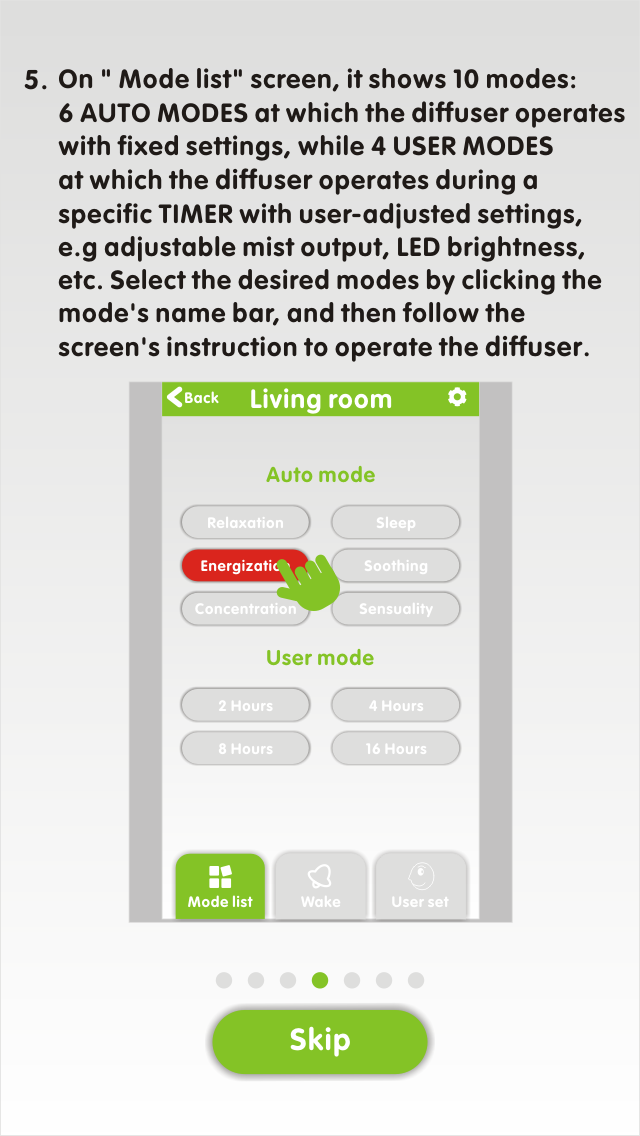 5. On " Mode list" screen, it shows 10 modes:
6 AUTO MODES at which the diffuser operates
with fixed settings, while 4 USER MODES
at which the diffuser operates during a
specific TIMER with user-adjusted settings,
e.g adjustable mist output, LED brightness,
etc. Select the desired modes by clicking the
mode's name bar, and then follow the
screen's instruction to operate the diffuser.
Back Living room
Auto mode
Relaxation Sleep
Energization Soothing
Concentration Sensuality
User mode
2 Hours 4 Hours
8 Hours 16 Hours
Mode list Wake User set
Skip